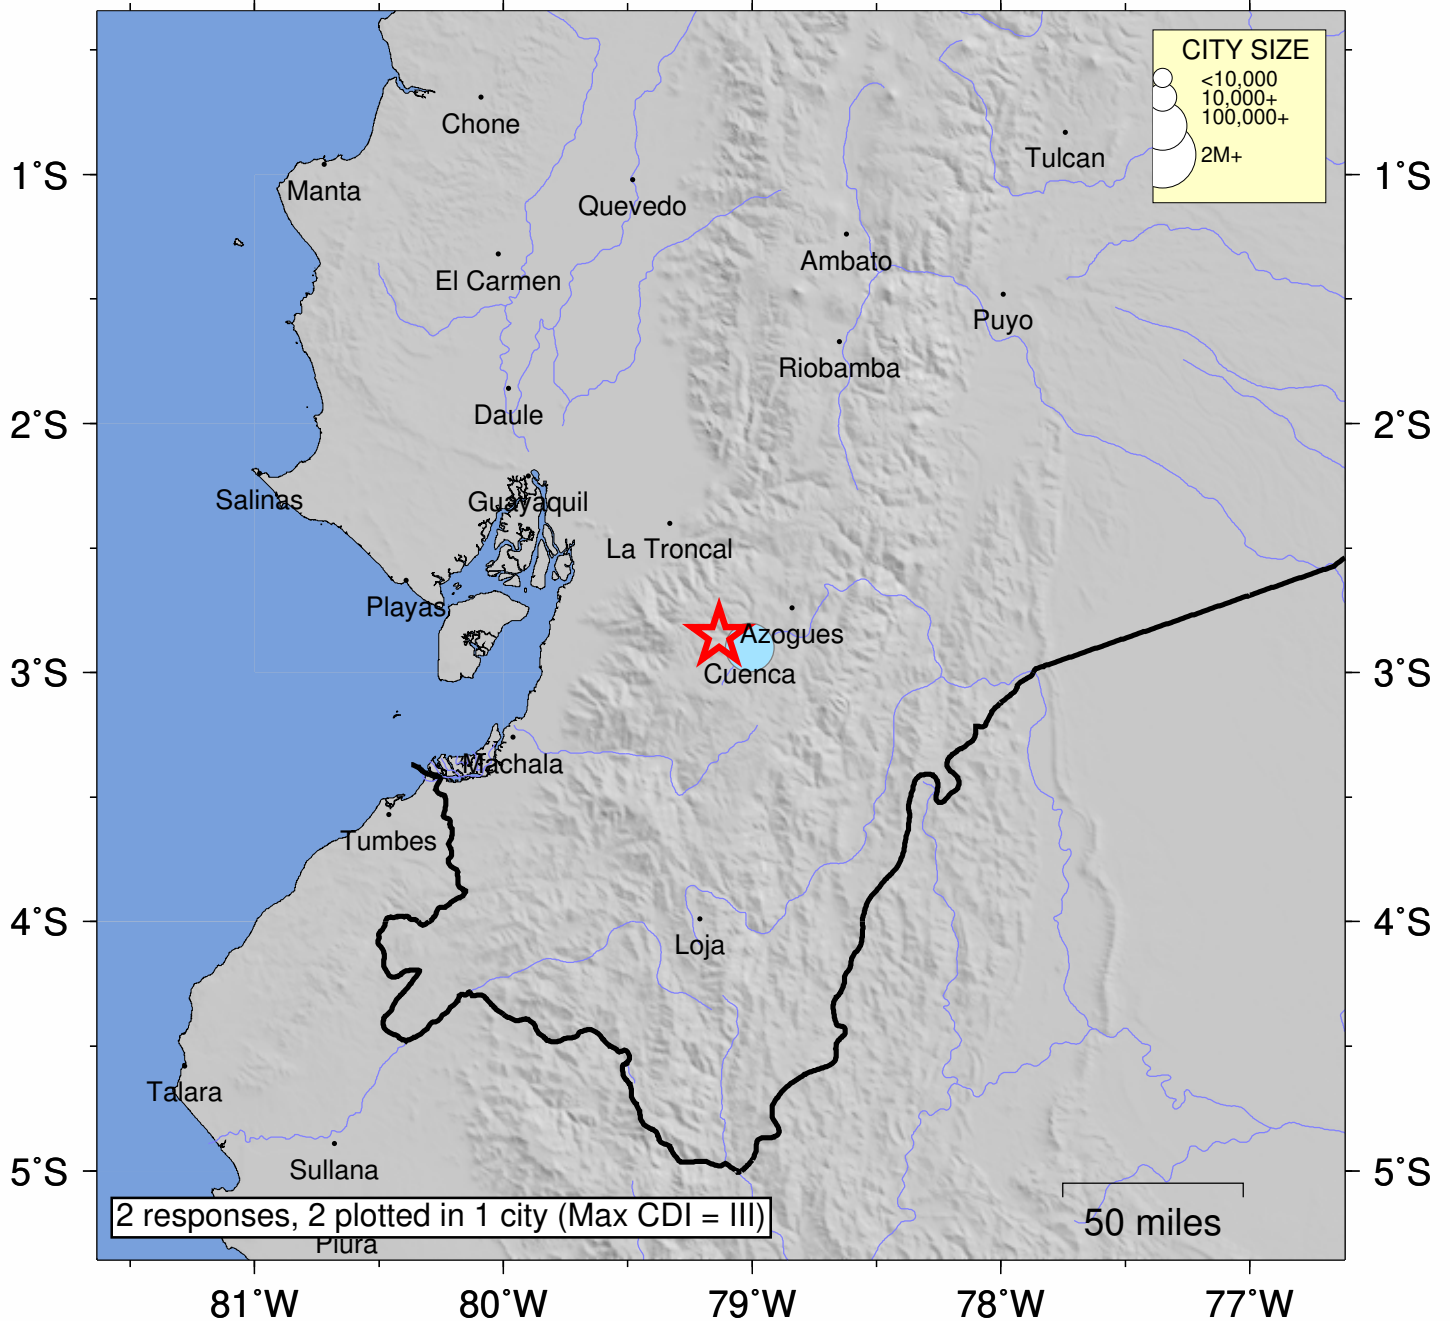 CITY SIZE
<10,000
10,000+
100,000+
2M+
Chone
Tulcan
1°S
1°S
Manta
Quevedo
Ambato
El Carmen
Puyo
Riobamba
Daule
2°S
2°S
Salinas
Guayaquil
La Troncal
Playas
Azogues
3°S
Cuenca
3°S
Machala
Tumbes
4°S
4°S
Loja
Talara
Sullana
5°S
5°S
2 responses, 2 plotted in 1 city (Max CDI = III)
50 miles
Piura
81°W
80°W
79°W
78°W
77°W